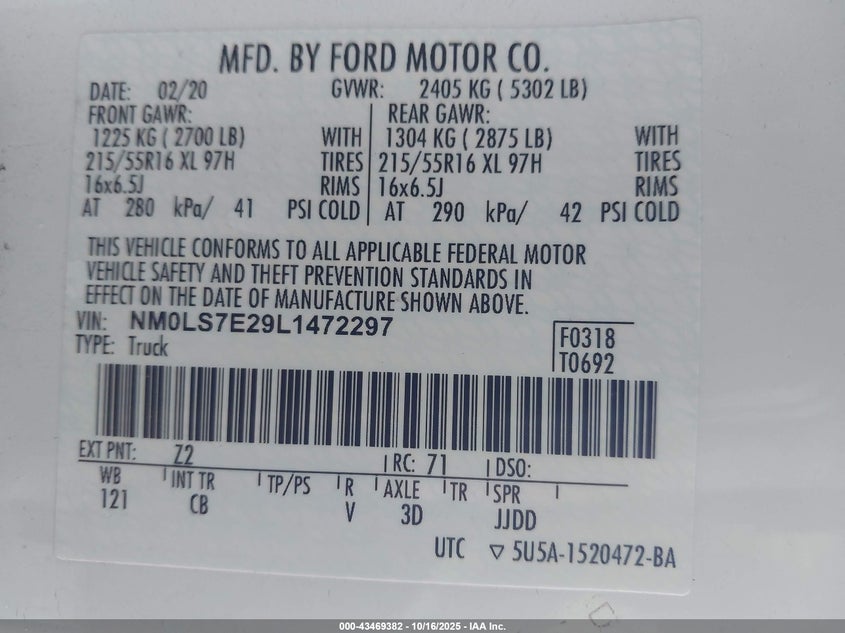 MFD. BY FORD MOTOR CO.
DATE: 02/20 GVWR: 2405 KG ( 5302 LB)
FRONT GAWR: REAR GAWR:
1225 KG ( 2700 LB) WITH 1304 KG ( 2875 LB) WITH
215/55R16 XL 97H TIRES 215/55R16 XL 97H TIRES
16x6.5J RIMS 16x6.5J RIMS
AT 280 kPa/ 41 PSI COLD AT 290 kPa/ 42 PSI COLD
THIS VEHICLE CONFORMS TO ALL APPLICABLE FEDERAL MOTOR
VEHICLE SAFETY AND THEFT PREVENTION STANDARDS IN
EFFECT ON THE DATE OF MANUFACTURE SHOWN ABOVE.
VIN: NM0LS7E29L1472297
F0318
TYPE: Truck
T0692
EXT PNT: Z2 RC: 71 DSO:
WB INT TR TP/PS R AXLE TR SPR
121 CB V 3D JJDD
UTC ▽ 5U5A-1520472-BA
000-43469382 - 10/16/2025 - IAA Inc.